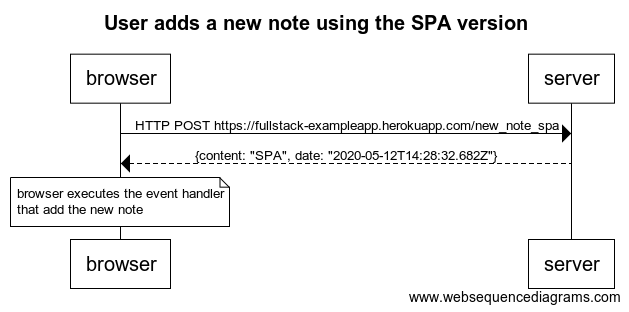 User adds a new note using the SPA version
browser
server
HTTP POST https://fullstack-exampleapp.herokuapp.com/new_note_spa
{content: "SPA", date: "2020-05-12T14:28:32.682Z"}
browser executes the event handler
that add the new note
browser
server
www.websequencediagrams.com